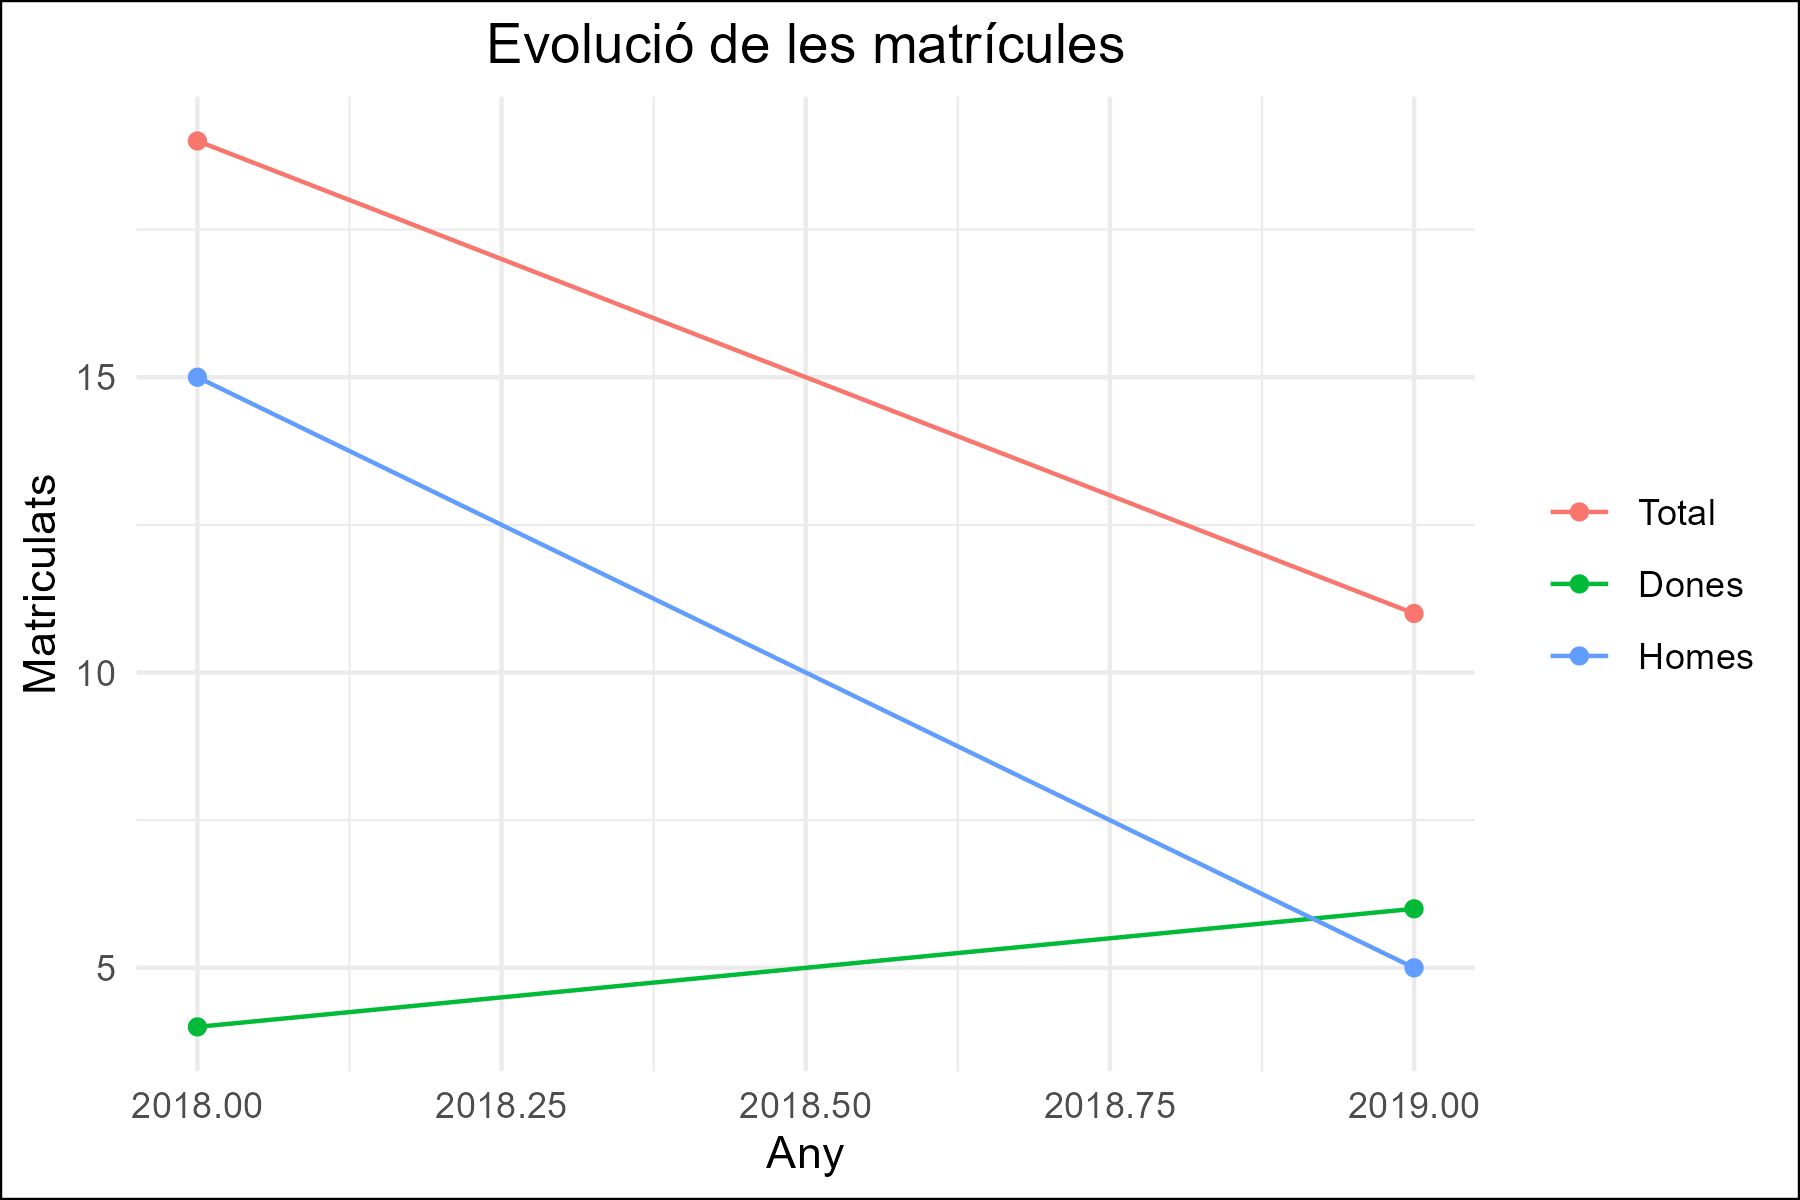 Evolució de les matrícules
Matriculats
15
10
5
2018.00
2018.25
2018.50
2018.75
2019.00
Any
Total
Dones
Homes